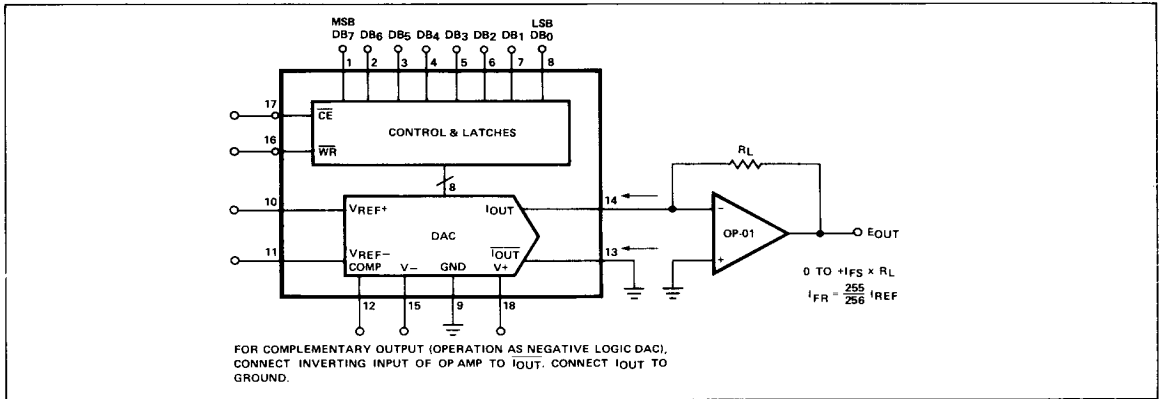 MSB LSB
DB7 DB6 DB5 DB4 DB3 DB2 DB1 DB0
1 2 3 4 5 6 7 8
17
CE
CONTROL & LATCHES
16
WR
8
10
VREF+
IOUT
14
RL
DAC
OP-01
-
+
EOUT
11
VREF-
IOUT
13
COMP V- GND V+
12 15 9 18
0 TO +IFS × RL
IFR = 255/256 IREF
FOR COMPLEMENTARY OUTPUT (OPERATION AS NEGATIVE LOGIC DAC),
CONNECT INVERTING INPUT OF OP AMP TO IOUT. CONNECT IOUT TO
GROUND.